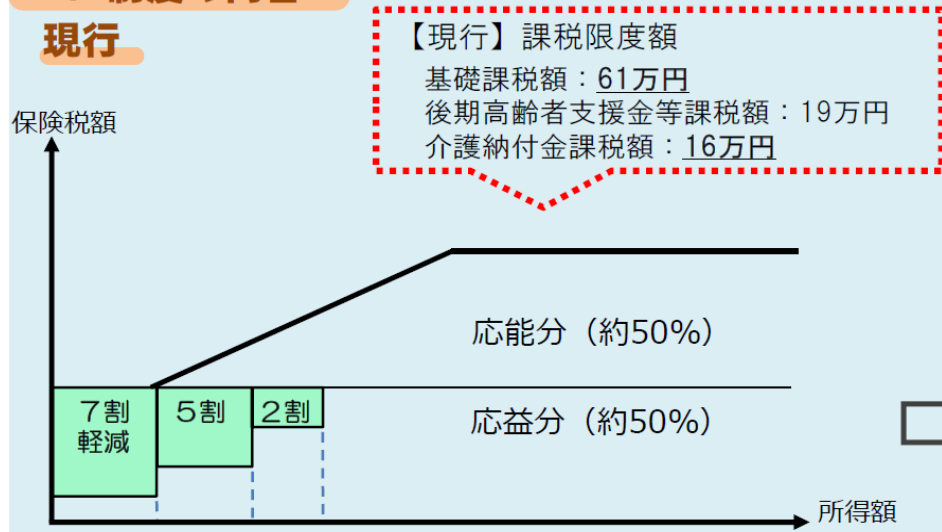 現行
【現行】課税限度額
基礎課税額：61万円
後期高齢者支援金等課税額：19万円
介護納付金課税額：16万円
保険税額
応能分（約50%）
7割
軽減
5割
2割
応益分（約50%）
所得額